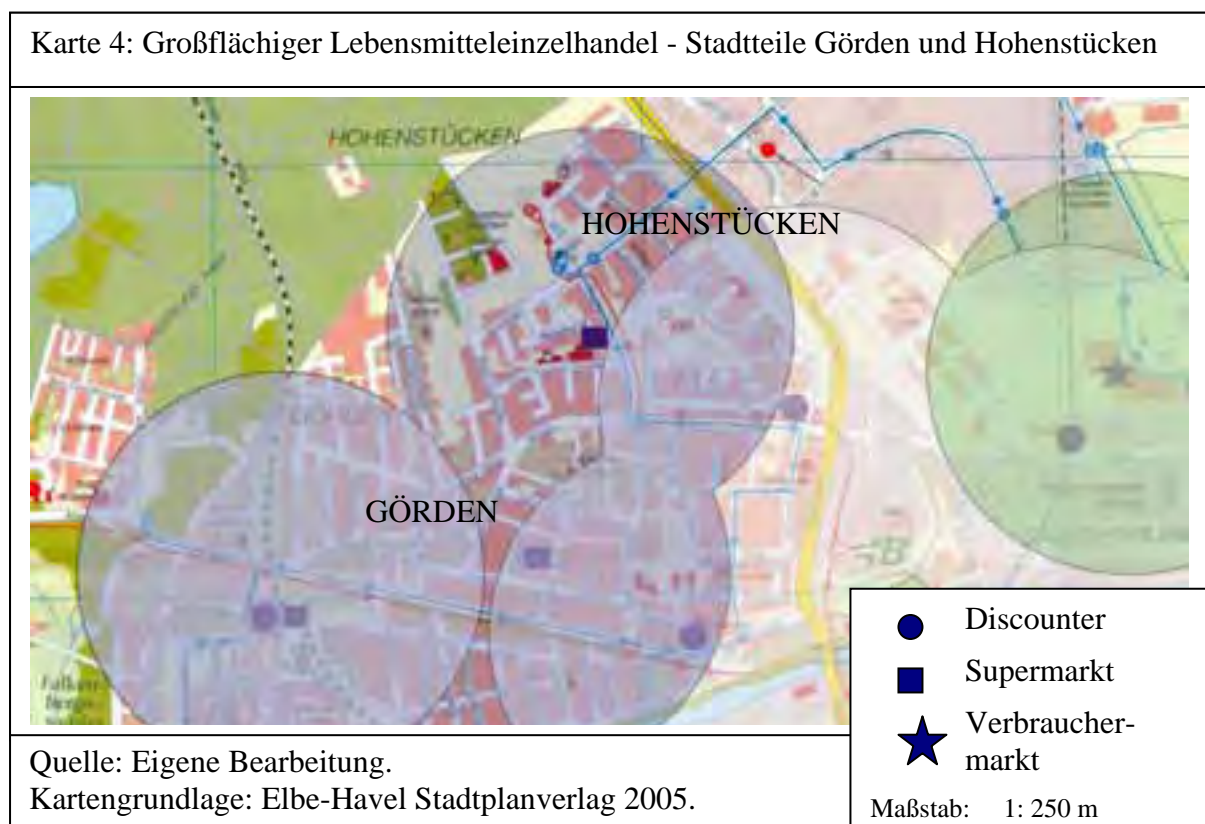 Karte 4: Großflächiger Lebensmitteleinzelhandel - Stadtteile Görden und Hohenstücken
HOHENSTÜCKEN
HOHENSTÜCKEN
GÖRDEN
Discounter
Supermarkt
Verbraucher-
markt
Maßstab: 1: 250 m
Quelle: Eigene Bearbeitung.
Kartengrundlage: Elbe-Havel Stadtplanverlag 2005.